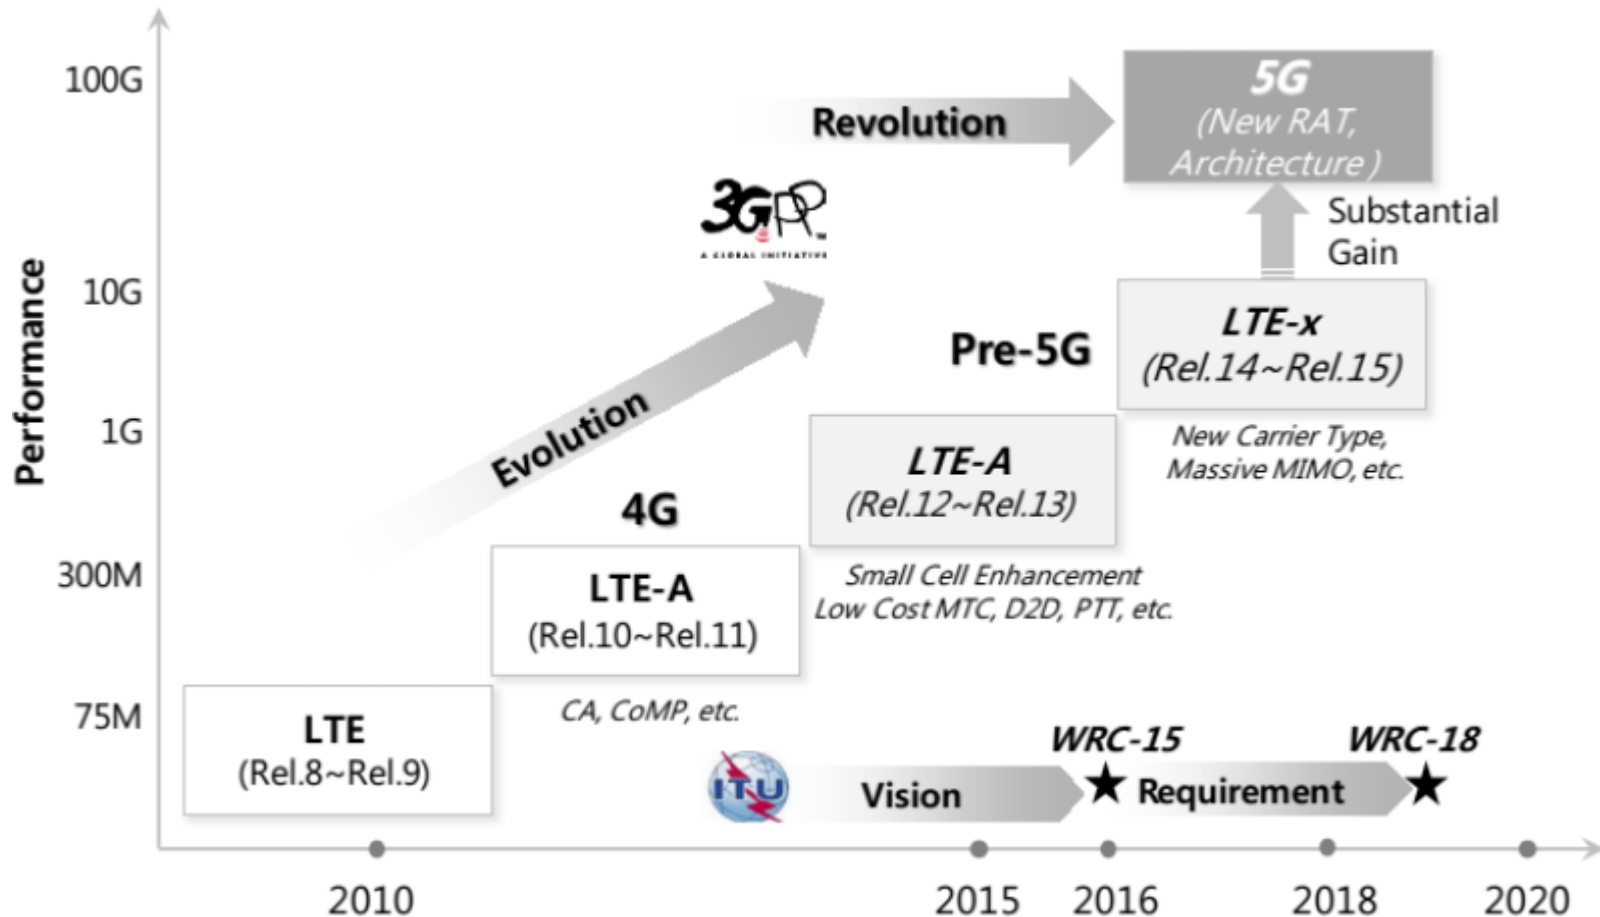 100G
5G
(New RAT,
Architecture)
Revolution
3GPP™
A GLOBAL INITIATIVE
Substantial
Gain
Performance
10G
LTE-x
(Rel.14~Rel.15)
Pre-5G
Evolution
1G
New Carrier Type,
Massive MIMO, etc.
LTE-A
(Rel.12~Rel.13)
4G
300M
Small Cell Enhancement
Low Cost MTC, D2D, PTT, etc.
LTE-A
(Rel.10~Rel.11)
CA, CoMP, etc.
75M
LTE
(Rel.8~Rel.9)
WRC-15
WRC-18
ITU
Vision
Requirement
2010
2015
2016
2018
2020